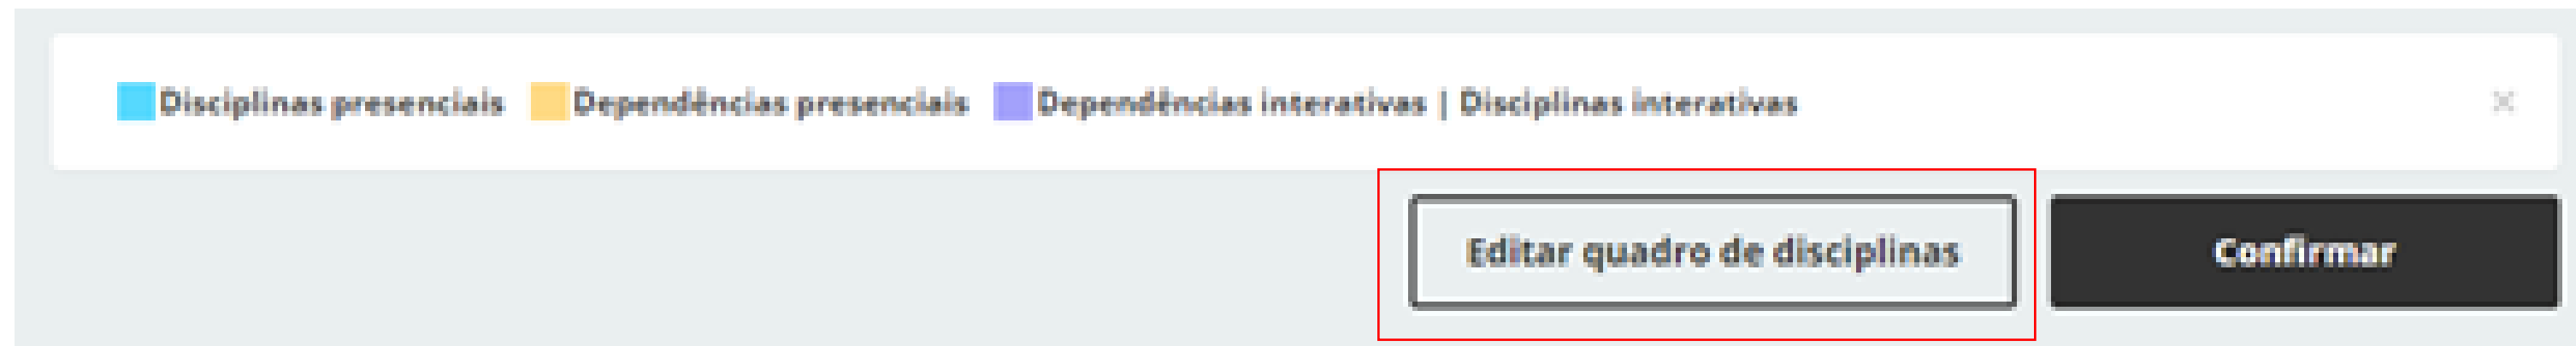 Disciplinas presenciais Dependências presenciais Dependências interativas | Disciplinas interativas ×
Editar quadro de disciplinas Confirmar